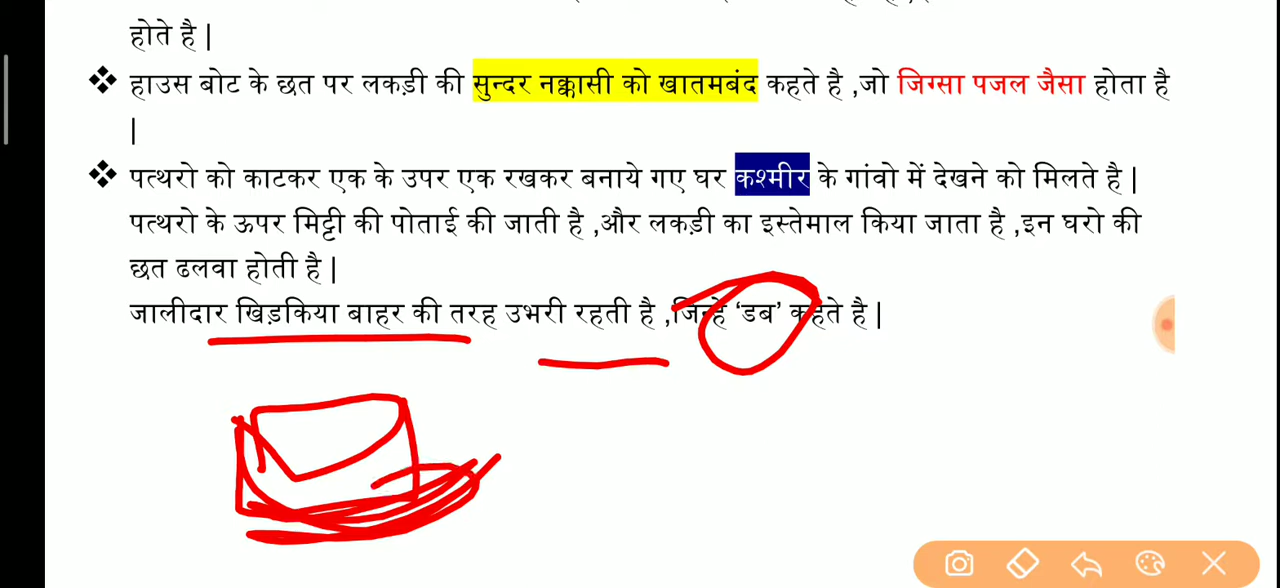 होते है |
❖ हाउस बोट के छत पर लकड़ी की सुन्दर नक्कासी को खातमबंद कहते है ,जो जिग्सा पजल जैसा होता है
|
❖ पत्थरो को काटकर एक के उपर एक रखकर बनाये गए घर कश्मीर के गांवो में देखने को मिलते है |
पत्थरो के ऊपर मिट्टी की पोताई की जाती है ,और लकड़ी का इस्तेमाल किया जाता है ,इन घरो की
छत ढलवा होती है |
जालीदार खिड़किया बाहर की तरह उभरी रहती है ,जिन्हे ‘डब’ कहते है |